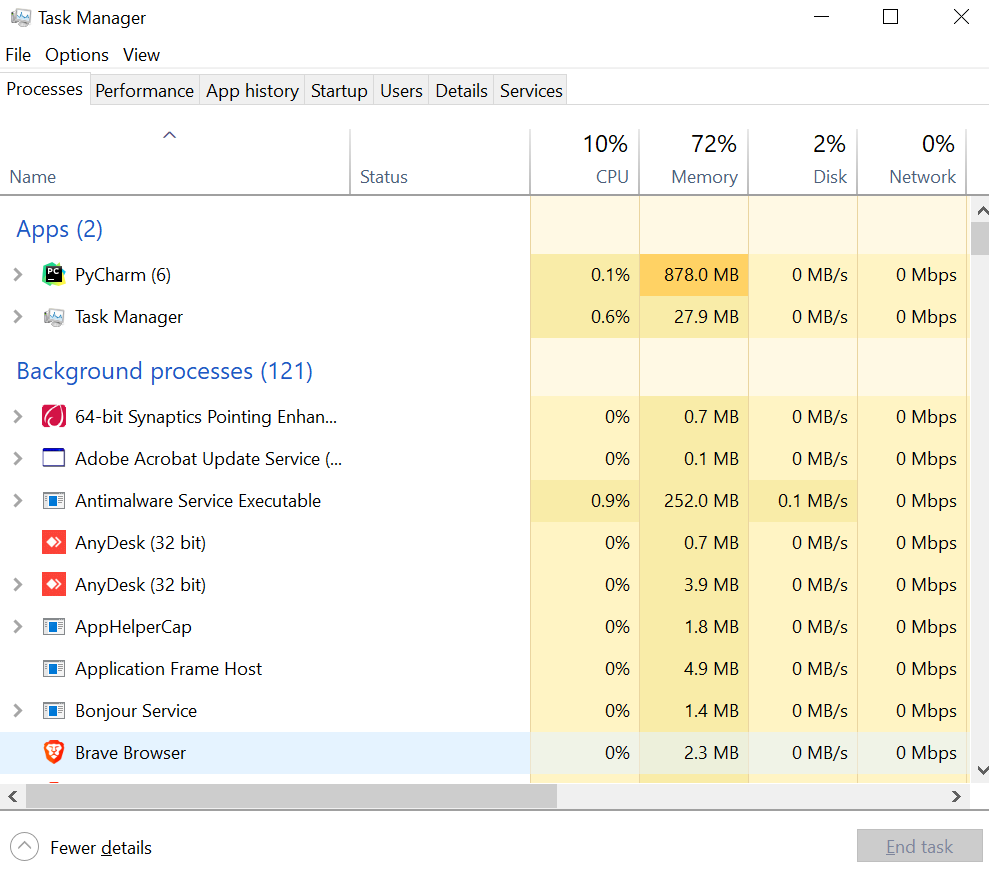 Task Manager
File Options View
Processes Performance App history Startup Users Details Services
10% 72% 2% 0%
Name Status CPU Memory Disk Network
Apps (2)
PyCharm (6) 0.1% 878.0 MB 0 MB/s 0 Mbps
Task Manager 0.6% 27.9 MB 0 MB/s 0 Mbps
Background processes (121)
64-bit Synaptics Pointing Enhan... 0% 0.7 MB 0 MB/s 0 Mbps
Adobe Acrobat Update Service (... 0% 0.1 MB 0 MB/s 0 Mbps
Antimalware Service Executable 0.9% 252.0 MB 0.1 MB/s 0 Mbps
AnyDesk (32 bit) 0% 0.7 MB 0 MB/s 0 Mbps
AnyDesk (32 bit) 0% 3.9 MB 0 MB/s 0 Mbps
AppHelperCap 0% 1.8 MB 0 MB/s 0 Mbps
Application Frame Host 0% 4.9 MB 0 MB/s 0 Mbps
Bonjour Service 0% 1.4 MB 0 MB/s 0 Mbps
Brave Browser 0% 2.3 MB 0 MB/s 0 Mbps
Fewer details End task